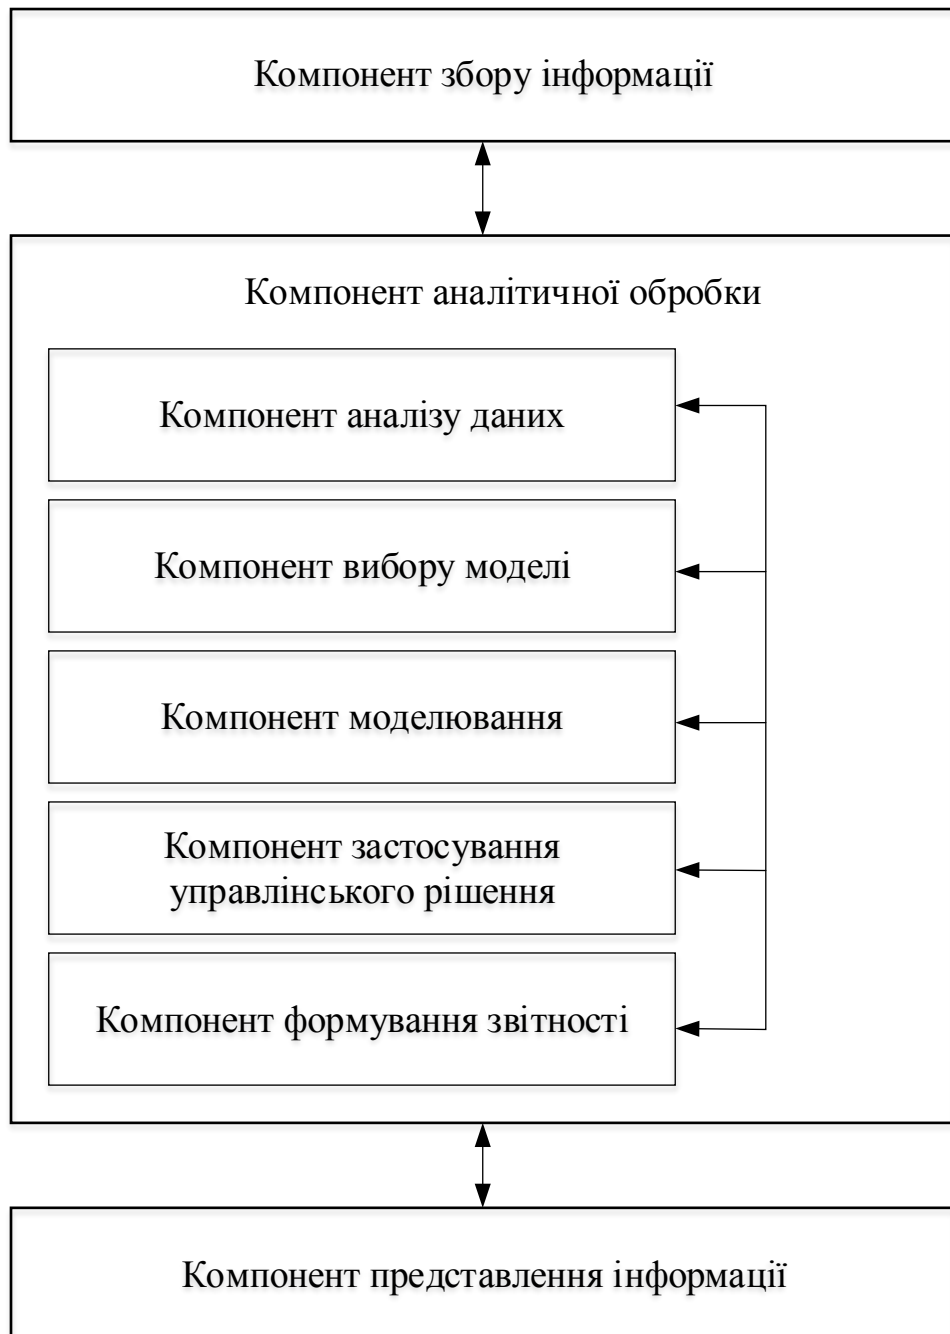 Компонент збору інформації
Компонент аналітичної обробки
Компонент аналізу даних
Компонент вибору моделі
Компонент моделювання
Компонент застосування
управлінського рішення
Компонент формування звітності
Компонент представлення інформації